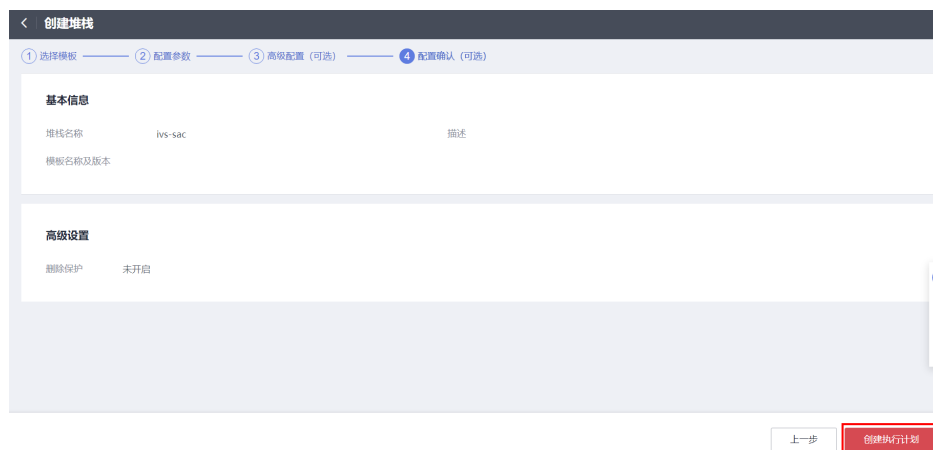 创建堆栈
1 选择模板 2 配置参数 3 高级配置（可选） 4 配置确认（可选）
基本信息
堆栈名称 ivs-sac 描述
模板名称及版本
高级设置
删除保护 未开启
上一步 创建执行计划